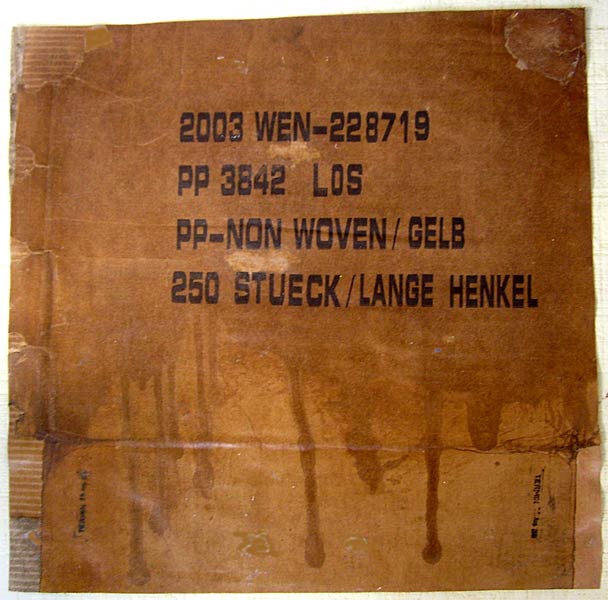 2003 WEN-228719
PP 3842 LOS
PP-NON WOVEN/GELB
250 STUECK/LANGE HENKEL